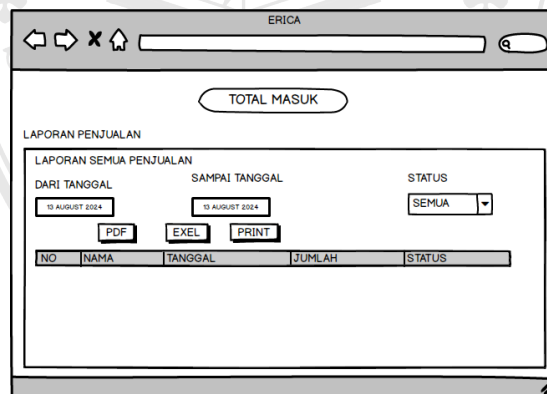 ERICA
TOTAL MASUK
LAPORAN PENJUALAN
LAPORAN SEMUA PENJUALAN
DARI TANGGAL SAMPAI TANGGAL STATUS
13 AUGUST 2024 13 AUGUST 2024 SEMUA
PDF EXEL PRINT
NO NAMA TANGGAL JUMLAH STATUS